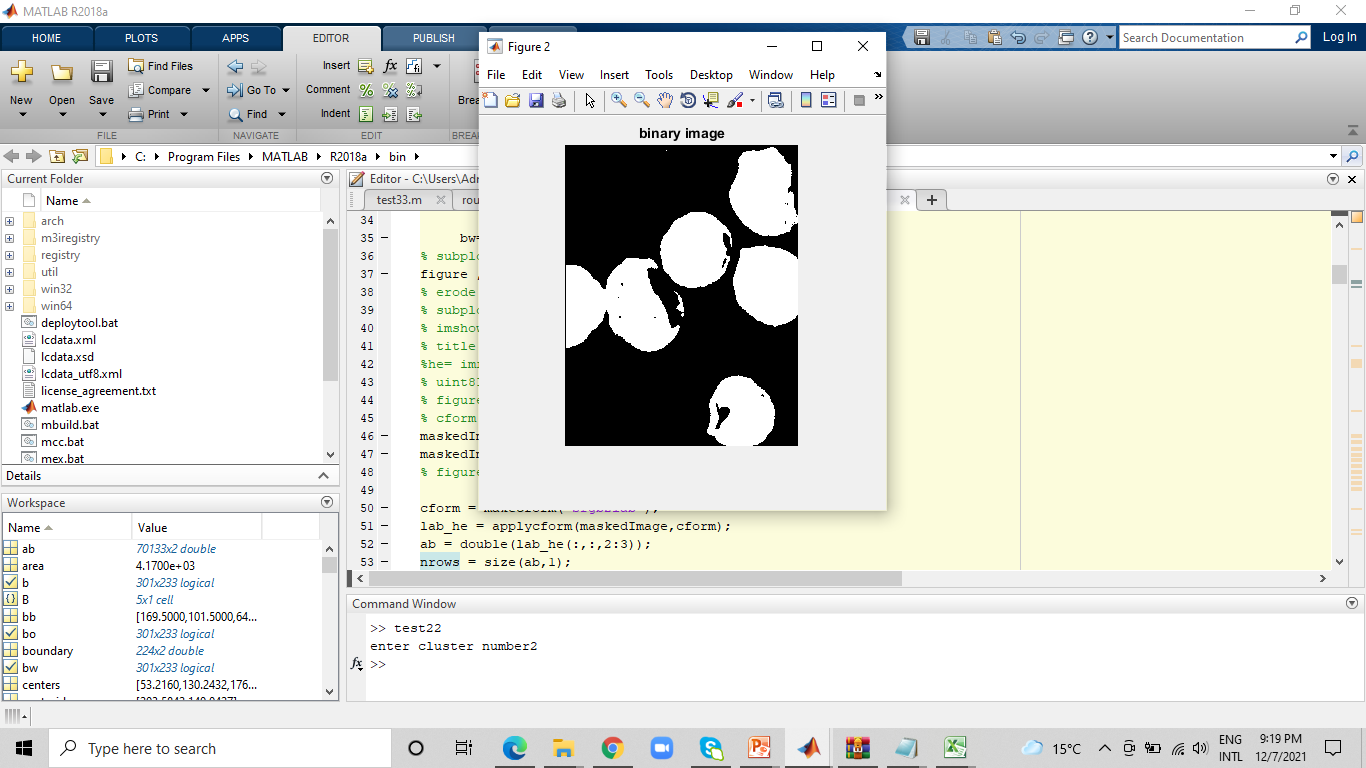 MATLAB R2018a
HOME PLOTS APPS EDITOR PUBLISH
Search Documentation
Log In
New Open Save
Find Files
Compare
Print
Go To
Find
Insert
Comment
Indent
FILE NAVIGATE EDIT
C: Program Files MATLAB R2018a bin
Current Folder
Name
arch
m3iregistry
registry
util
win32
win64
deploytool.bat
lcdata.xml
lcdata.xsd
lcdata_utf8.xml
license_agreement.txt
matlab.exe
mbuild.bat
mcc.bat
mex.bat
Details
Workspace
Name Value
ab 70133x2 double
area 4.1700e+03
b 301x233 logical
B 5x1 cell
bb [169.5000,101.5000,64...
bo 301x233 logical
boundary 224x2 double
bw 301x233 logical
centers [53.2160,130.2432,176...
Figure 2
File Edit View Insert Tools Desktop Window Help
binary image
Editor - C:\Users\Adr
test33.m
34
35 bw=
36 % subplo
37 figure
38 % erode
39 % subplo
40 % imshow
41 % title
42 %he= imr
43 % uint8I
44 % figure
45 % cform
46 maskedIm
47 maskedIm
48 % figure
49
50 cform =
51 lab_he = applycform(maskedImage,cform);
52 ab = double(lab_he(:,:,2:3));
53 nrows = size(ab,1);
Command Window
>> test22
enter cluster number2
>>
Type here to search
15°C
ENG
INTL
9:19 PM
12/7/2021